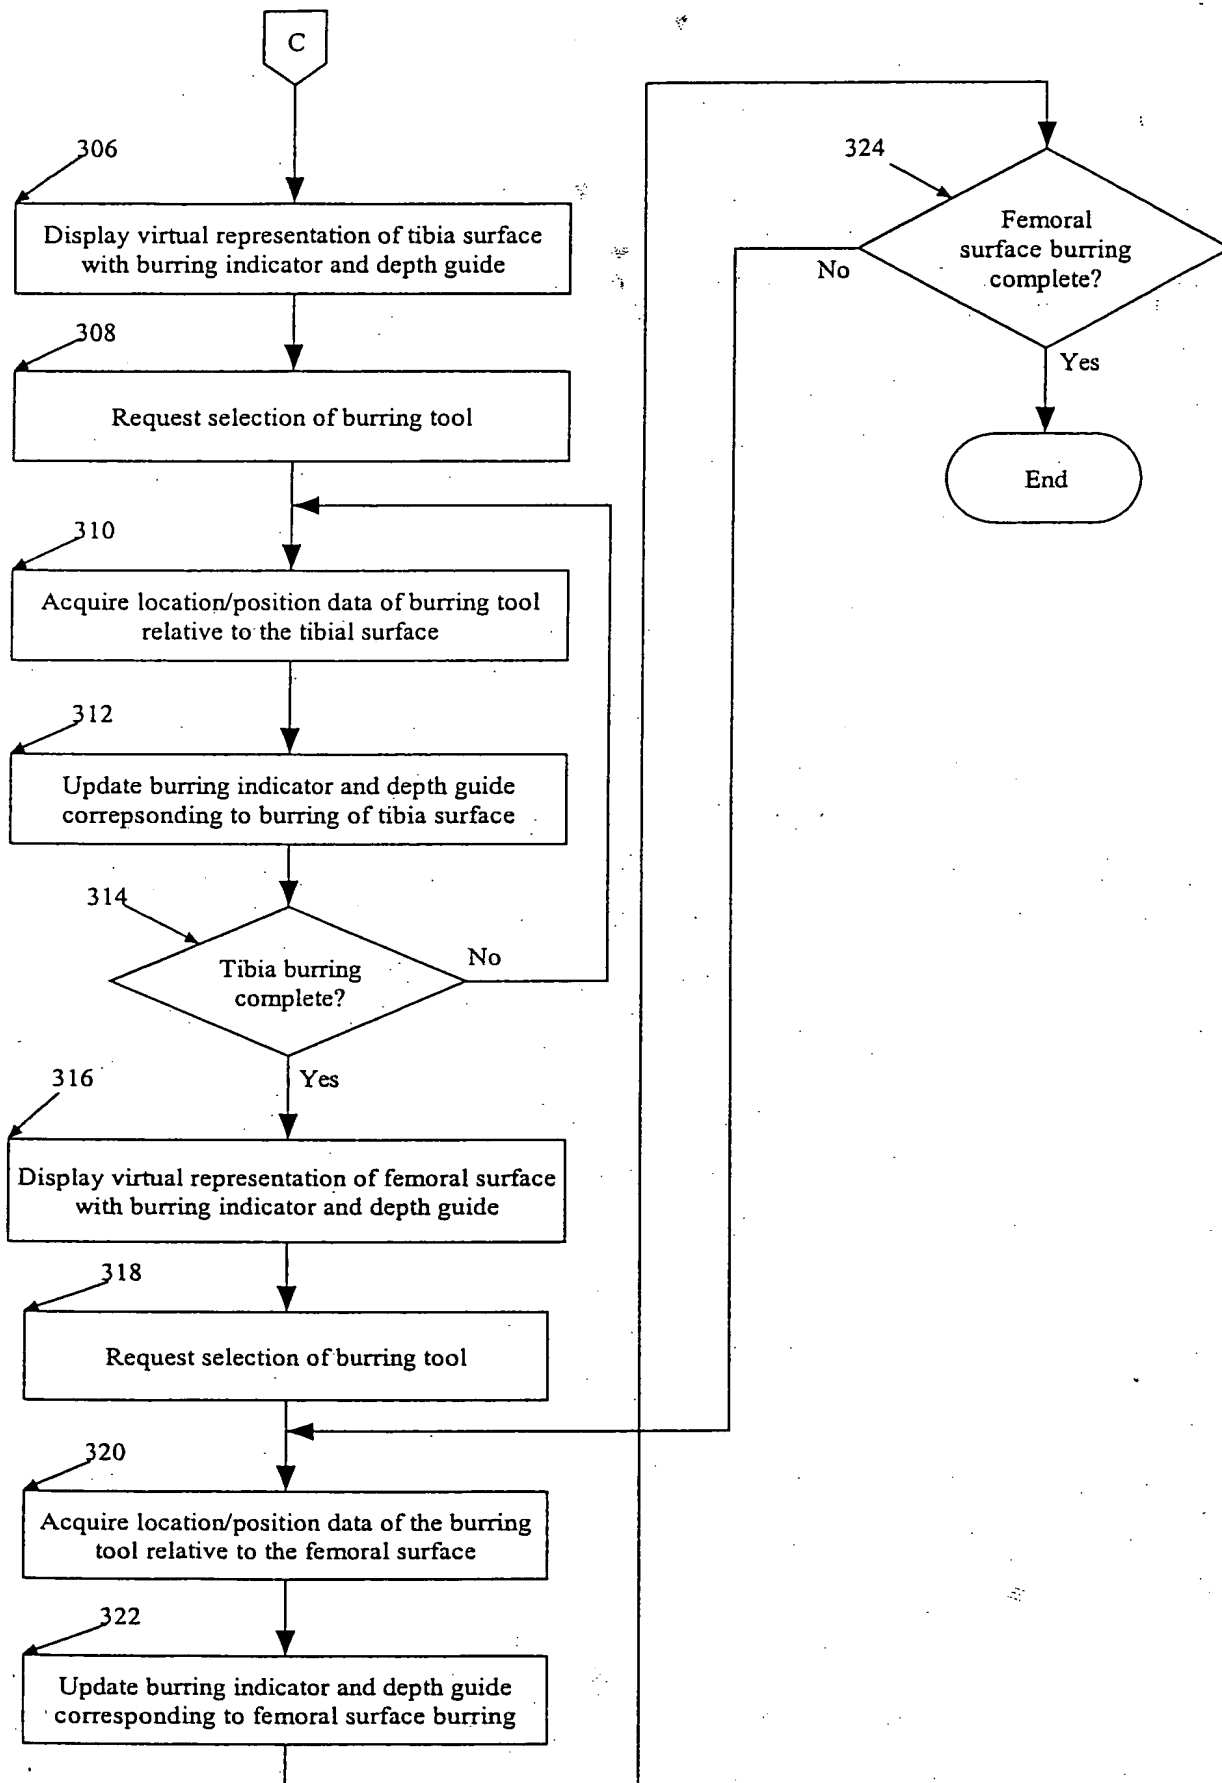 C
306
Display virtual representation of tibia surface
with burring indicator and depth guide
308
Request selection of burring tool
310
Acquire location/position data of burring tool
relative to the tibial surface
312
Update burring indicator and depth guide
correpsonding to burring of tibia surface
314
Tibia burring
complete?
No
Yes
316
Display virtual representation of femoral surface
with burring indicator and depth guide
318
Request selection of burring tool
320
Acquire location/position data of the burring
tool relative to the femoral surface
322
Update burring indicator and depth guide
corresponding to femoral surface burring
324
Femoral
surface burring
complete?
No
Yes
End